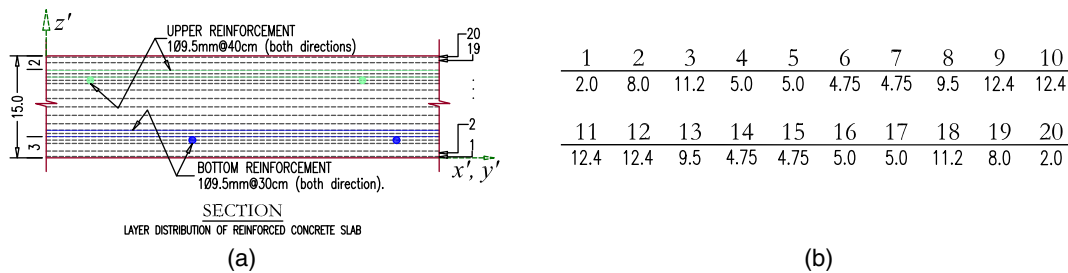 z'
UPPER REINFORCEMENT
1Ø9.5mm@40cm (both directions)
20
19
2
15.0
3
2
1
x', y'
BOTTOM REINFORCEMENT
1Ø9.5mm@30cm (both direction).
SECTION
LAYER DISTRIBUTION OF REINFORCED CONCRETE SLAB
(a)
1 2 3 4 5 6 7 8 9 10
2.0 8.0 11.2 5.0 5.0 4.75 4.75 9.5 12.4 12.4
11 12 13 14 15 16 17 18 19 20
12.4 12.4 9.5 4.75 4.75 5.0 5.0 11.2 8.0 2.0
(b)